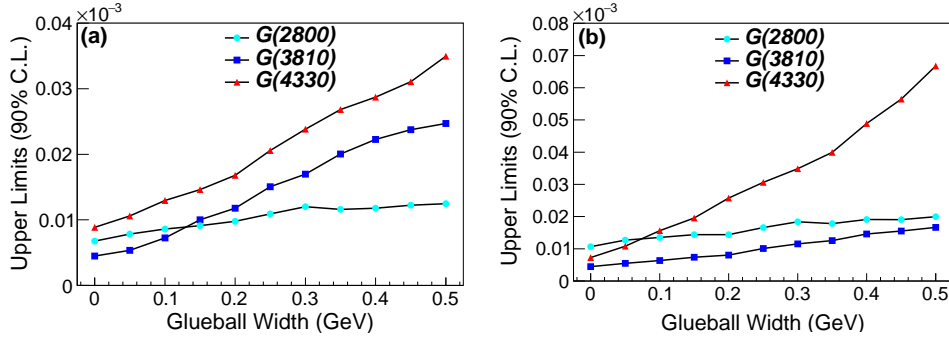 ×10⁻³
(a)
G(2800)
G(3810)
G(4330)
Upper Limits (90% C.L.)
0.04
0.03
0.02
0.01
0
0 0.1 0.2 0.3 0.4 0.5
Glueball Width (GeV)
×10⁻³
(b)
G(2800)
G(3810)
G(4330)
Upper Limits (90% C.L.)
0.08
0.07
0.06
0.05
0.04
0.03
0.02
0.01
0
0 0.1 0.2 0.3 0.4 0.5
Glueball Width (GeV)